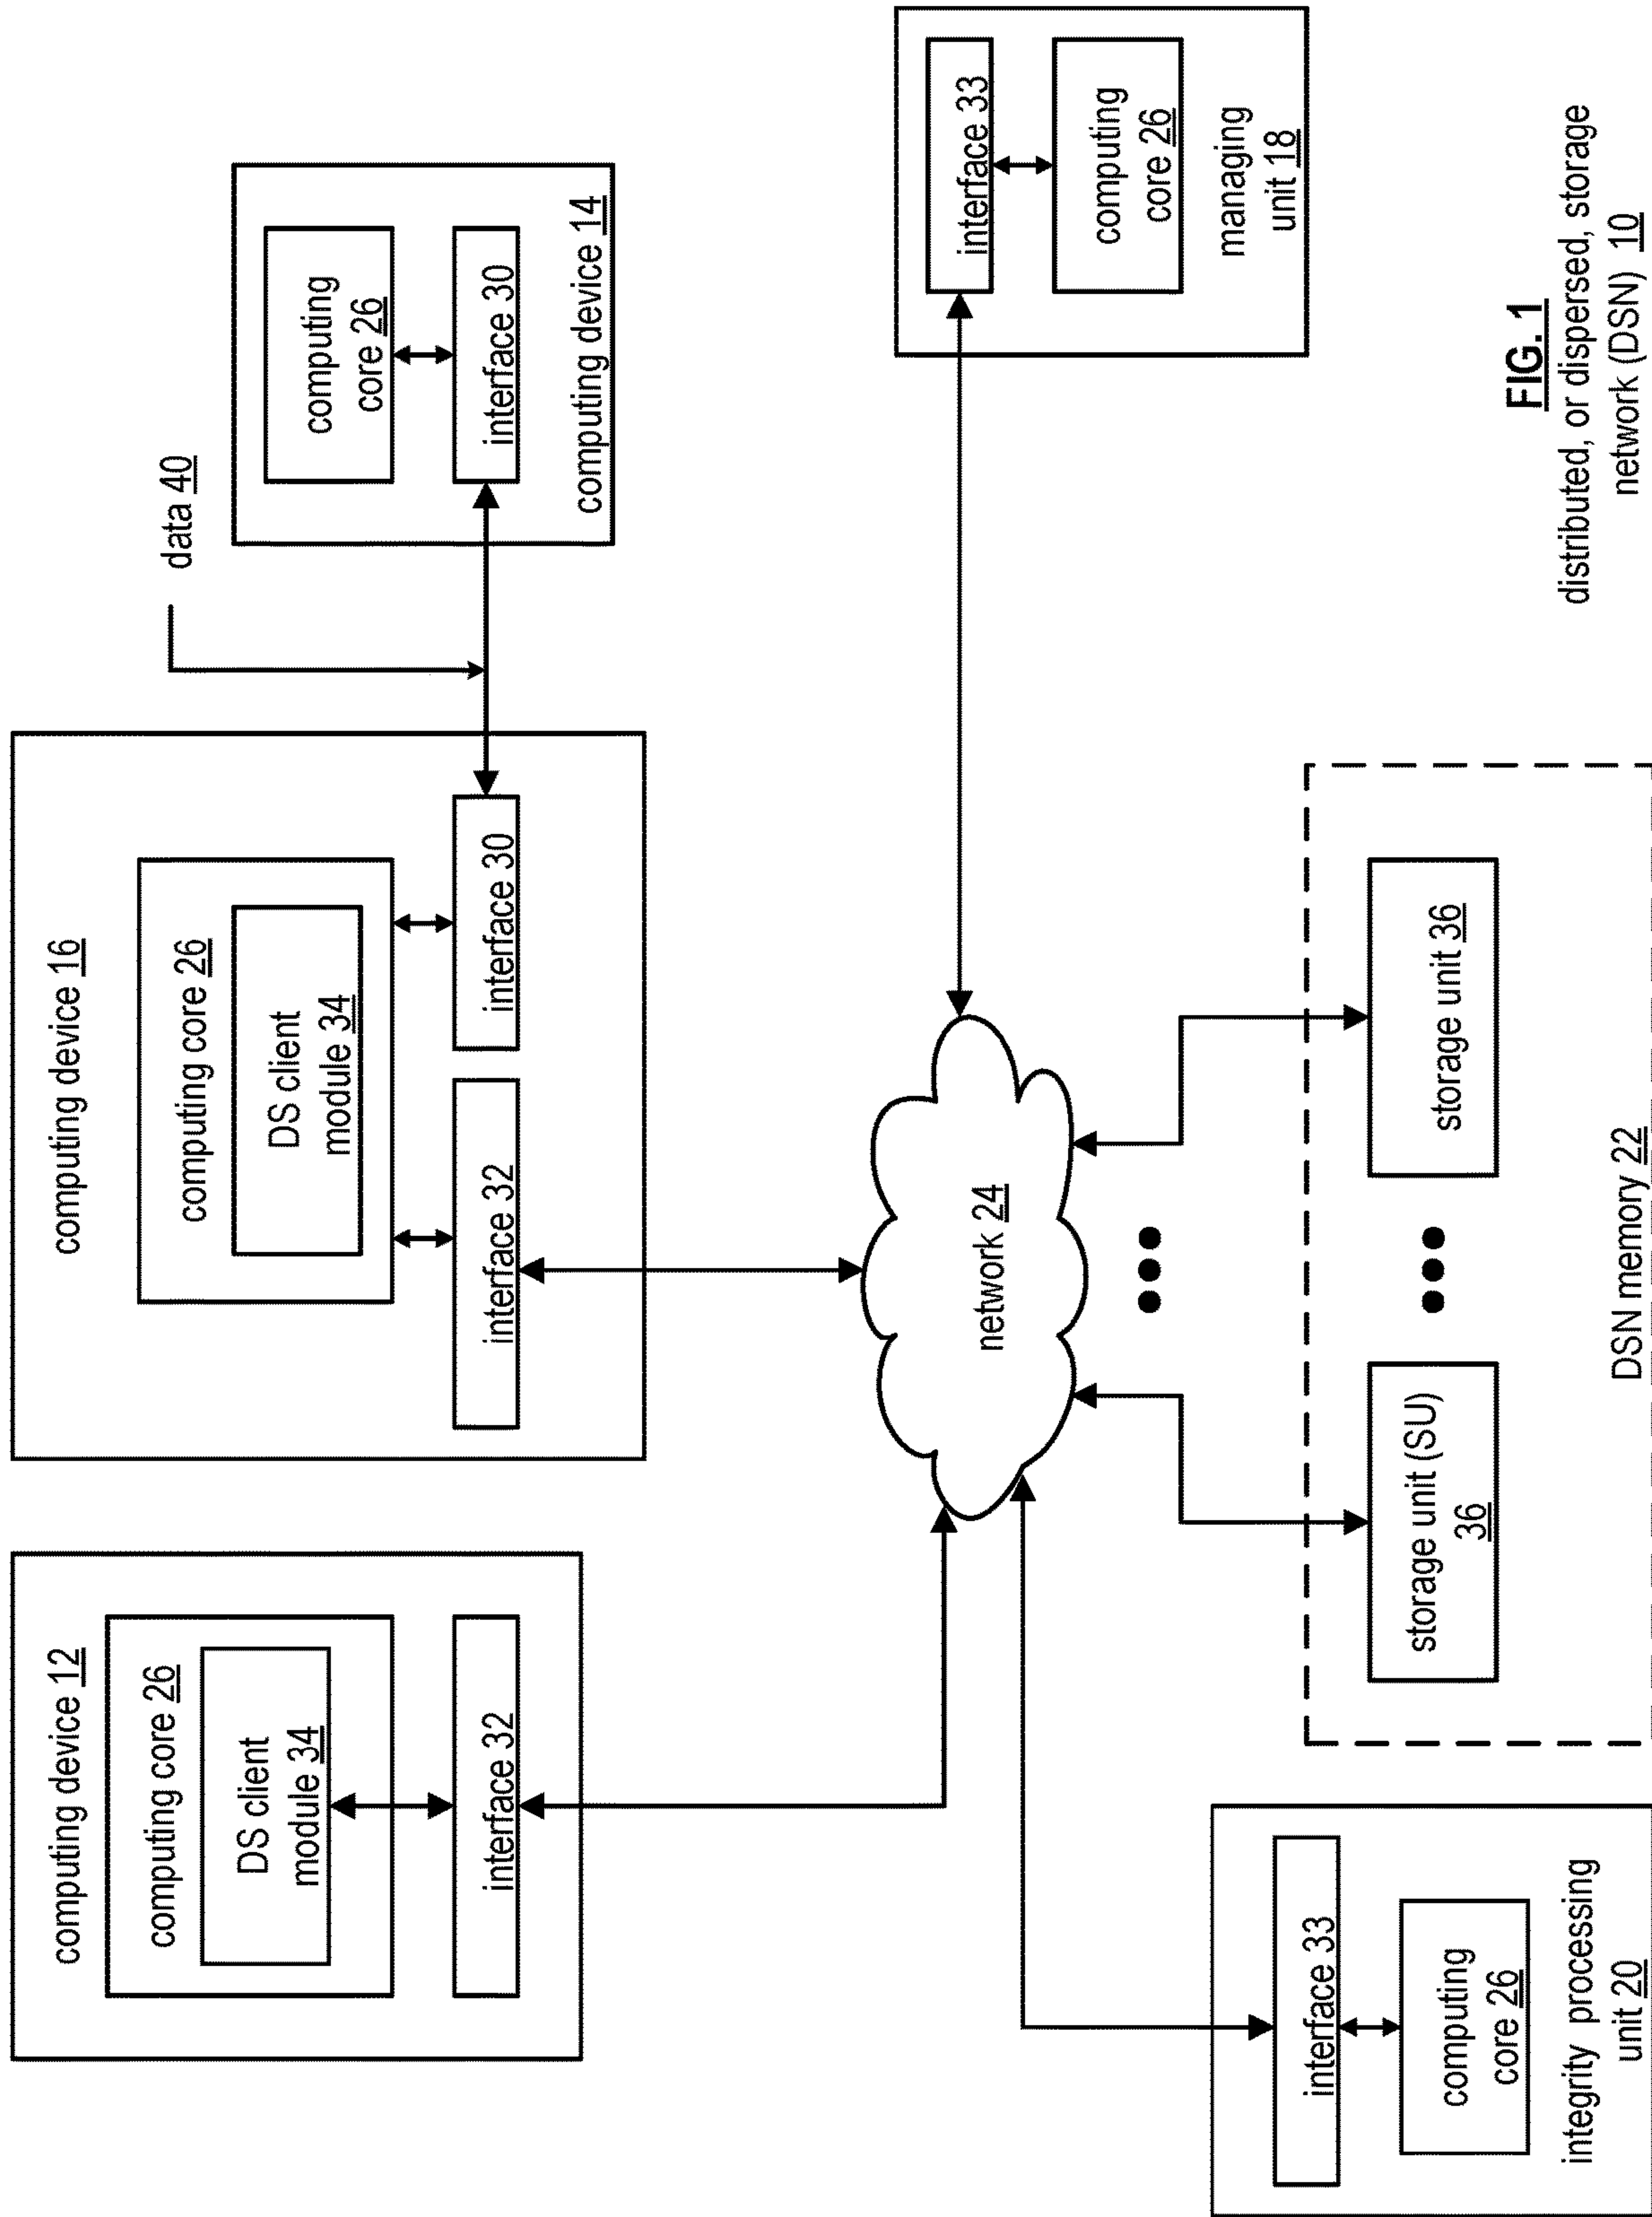 computing device 12
computing core 26
DS client
module 34
interface 32
computing device 16
computing core 26
DS client
module 34
interface 32
interface 30
data 40
computing
core 26
interface 30
computing device 14
network 24
interface 33
computing
core 26
managing
unit 18
interface 33
computing
core 26
integrity processing
unit 20
storage unit (SU)
36
storage unit 36
DSN memory 22
FIG. 1
distributed, or dispersed, storage
network (DSN) 10